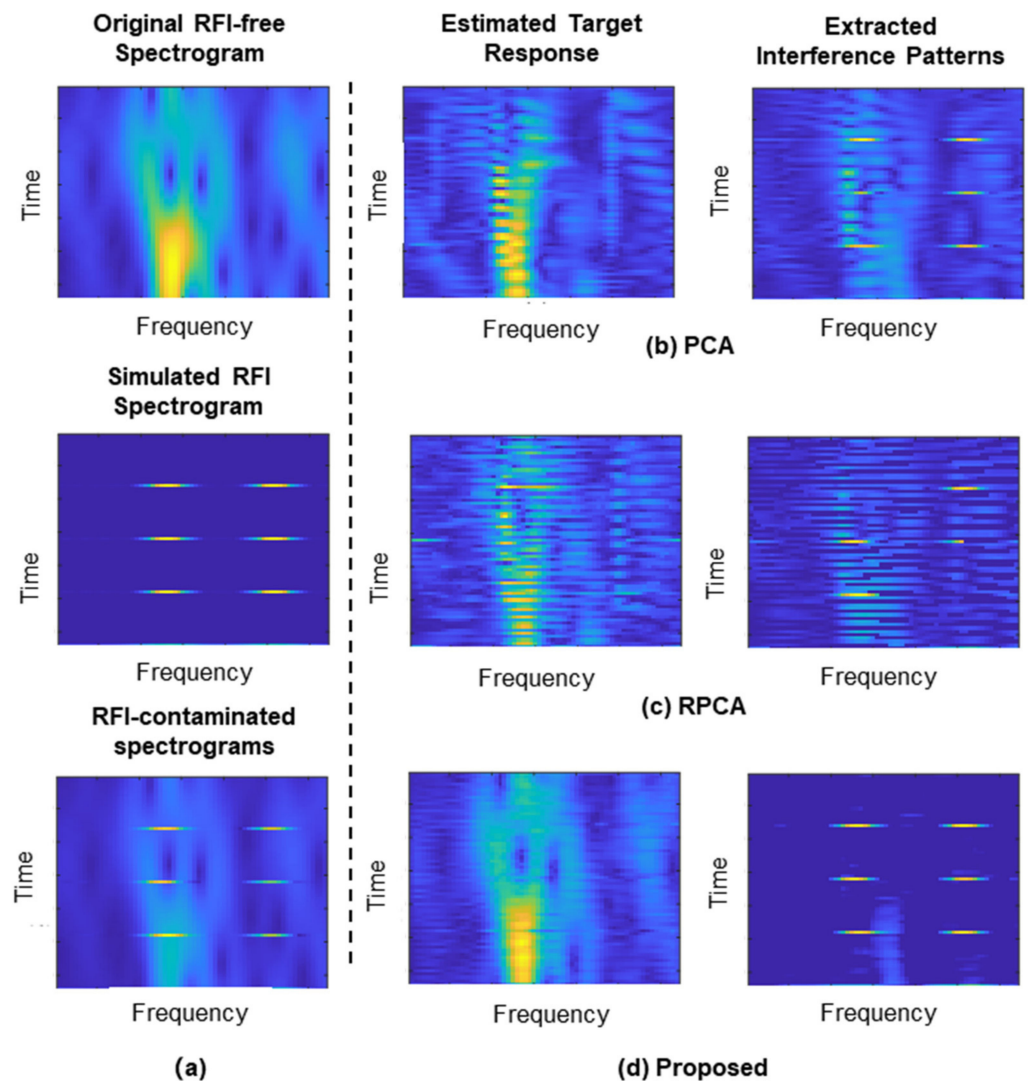 Original RFI-free
Spectrogram
Estimated Target
Response
Extracted
Interference Patterns
Time
Time
Time
Frequency
Frequency
Frequency
(b) PCA
Simulated RFI
Spectrogram
Time
Time
Time
Frequency
Frequency
Frequency
(c) RPCA
RFI-contaminated
spectrograms
Time
Time
Time
Frequency
Frequency
Frequency
(a)
(d) Proposed